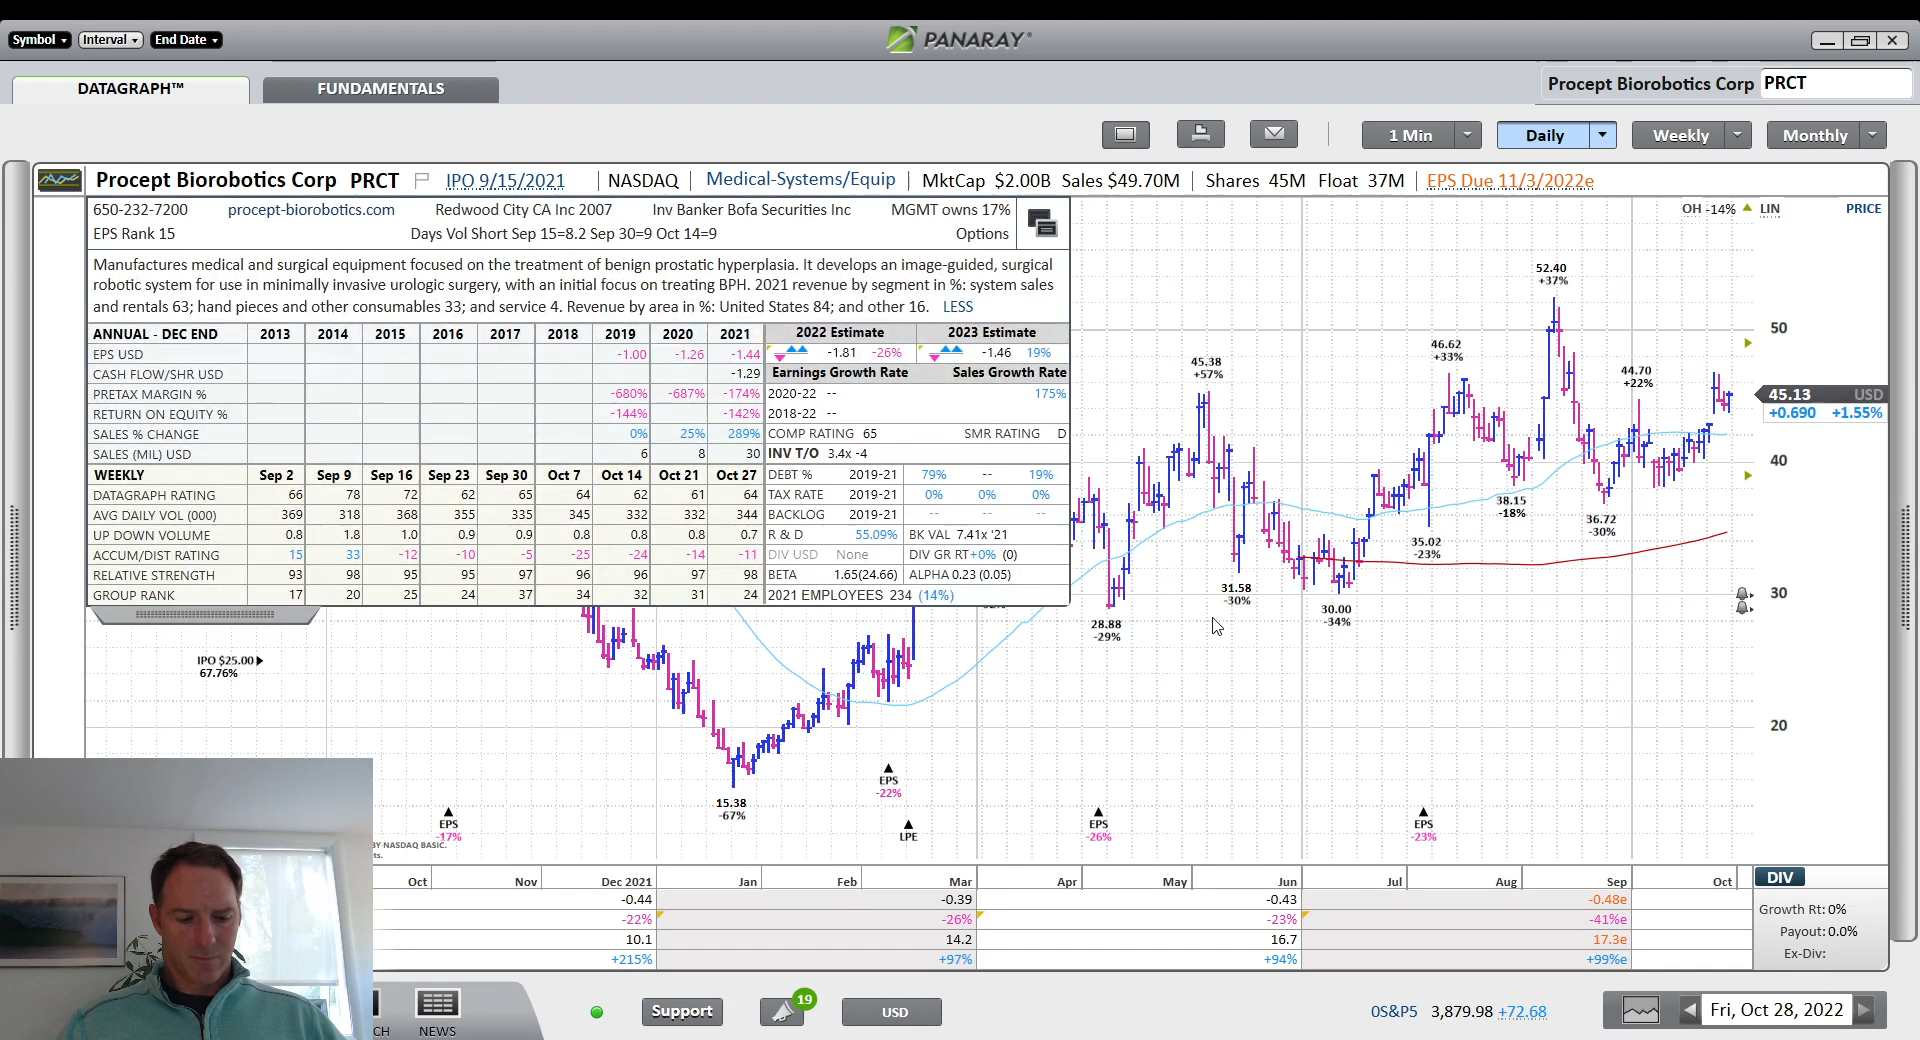 Symbol Interval End Date
PANARAY
DATAGRAPH™ FUNDAMENTALS
Procept Biorobotics Corp PRCT
1 Min Daily Weekly Monthly
Procept Biorobotics Corp PRCT IPO 9/15/2021 NASDAQ Medical-Systems/Equip MktCap $2.00B Sales $49.70M Shares 45M Float 37M EPS Due 11/3/2022e
650-232-7200 procept-biorobotics.com Redwood City CA Inc 2007 Inv Banker Bofa Securities Inc MGMT owns 17%
EPS Rank 15 Days Vol Short Sep 15=8.2 Sep 30=9 Oct 14=9 Options
OH -14% LIN PRICE
Manufactures medical and surgical equipment focused on the treatment of benign prostatic hyperplasia. It develops an image-guided, surgical
robotic system for use in minimally invasive urologic surgery, with an initial focus on treating BPH. 2021 revenue by segment in %: system sales
and rentals 63; hand pieces and other consumables 33; and service 4. Revenue by area in %: United States 84; and other 16. LESS
ANNUAL - DEC END 2013 2014 2015 2016 2017 2018 2019 2020 2021 2022 Estimate 2023 Estimate
EPS USD -1.00 -1.26 -1.44 -1.81 -26% -1.46 19%
CASH FLOW/SHR USD -1.29 Earnings Growth Rate Sales Growth Rate
PRETAX MARGIN % -680% -687% -174% 2020-22 -- 175%
RETURN ON EQUITY % -144% -142% 2018-22 --
SALES % CHANGE 0% 25% 289% COMP RATING 65 SMR RATING D
SALES (MIL) USD 6 8 30 INV T/O 3.4x -4
WEEKLY Sep 2 Sep 9 Sep 16 Sep 23 Sep 30 Oct 7 Oct 14 Oct 21 Oct 27 DEBT % 2019-21 79% -- 19%
DATAGRAPH RATING 66 78 72 62 65 64 62 61 64 TAX RATE 2019-21 0% 0% 0%
AVG DAILY VOL (000) 369 318 368 355 335 345 332 332 344 BACKLOG 2019-21 -- -- --
UP DOWN VOLUME 0.8 1.8 1.0 0.9 0.9 0.8 0.8 0.8 0.7 R & D 55.09% BK VAL 7.41x '21
ACCUM/DIST RATING 15 33 -12 -10 -5 -25 -24 -14 -11 DIV USD None DIV GR RT+0% (0)
RELATIVE STRENGTH 93 98 95 95 97 96 96 97 98 BETA 1.65(24.66) ALPHA 0.23 (0.05)
GROUP RANK 17 20 25 24 37 34 32 31 24 2021 EMPLOYEES 234 (14%)
52.40
+37%
50
46.62
+33%
45.38
+57%
44.70
+22%
45.13 USD
+0.690 +1.55%
40
38.15
-18%
36.72
-30%
35.02
-23%
31.58
-30%
30.00
-34%
30
28.88
-29%
IPO $25.00
67.76%
20
15.38
-67%
EPS
-22%
EPS
-17%
LPE
EPS
-26%
EPS
-23%
BY NASDAQ BASIC.
ts.
Oct Nov Dec 2021 Jan Feb Mar Apr May Jun Jul Aug Sep Oct DIV
-0.44 -0.39 -0.43 -0.48e
Growth Rt: 0%
-22% -26% -23% -41%e
Payout: 0.0%
10.1 14.2 16.7 17.3e
Ex-Div:
+215% +97% +94% +99%e
CH NEWS Support 19 USD 0S&P5 3,879.98 +72.68 Fri, Oct 28, 2022